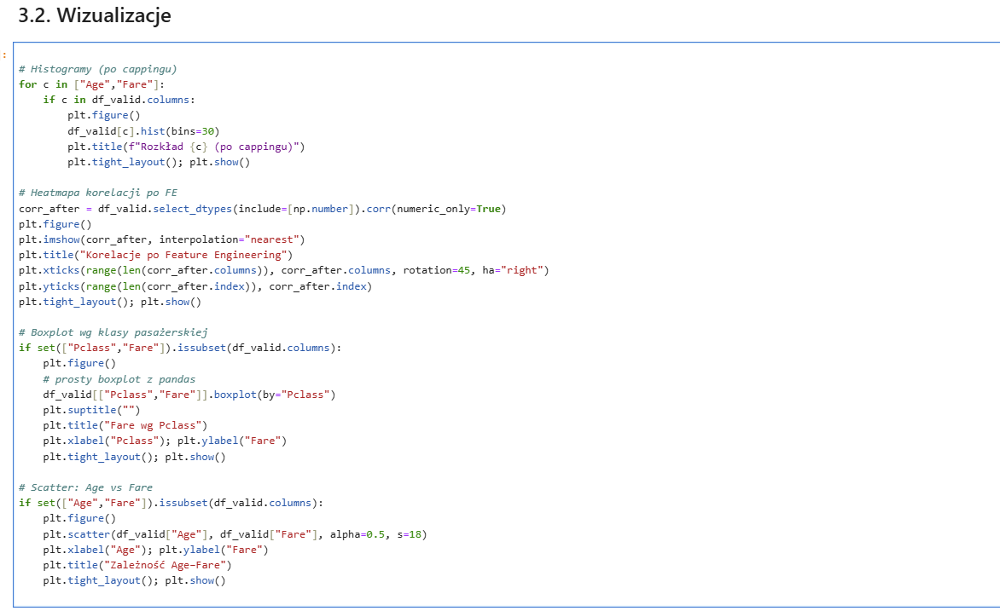 3.2. Wizualizacje
:
# Histogramy (po cappingu)
for c in ["Age","Fare"]:
    if c in df_valid.columns:
        plt.figure()
        df_valid[c].hist(bins=30)
        plt.title(f"Rozkład {c} (po cappingu)")
        plt.tight_layout(); plt.show()

# Heatmapa korelacji po FE
corr_after = df_valid.select_dtypes(include=[np.number]).corr(numeric_only=True)
plt.figure()
plt.imshow(corr_after, interpolation="nearest")
plt.title("Korelacje po Feature Engineering")
plt.xticks(range(len(corr_after.columns)), corr_after.columns, rotation=45, ha="right")
plt.yticks(range(len(corr_after.index)), corr_after.index)
plt.tight_layout(); plt.show()

# Boxplot wg klasy pasażerskiej
if set(["Pclass","Fare"]).issubset(df_valid.columns):
    plt.figure()
    # prosty boxplot z pandas
    df_valid[["Pclass","Fare"]].boxplot(by="Pclass")
    plt.suptitle("")
    plt.title("Fare wg Pclass")
    plt.xlabel("Pclass"); plt.ylabel("Fare")
    plt.tight_layout(); plt.show()

# Scatter: Age vs Fare
if set(["Age","Fare"]).issubset(df_valid.columns):
    plt.figure()
    plt.scatter(df_valid["Age"], df_valid["Fare"], alpha=0.5, s=18)
    plt.xlabel("Age"); plt.ylabel("Fare")
    plt.title("Zależność Age–Fare")
    plt.tight_layout(); plt.show()